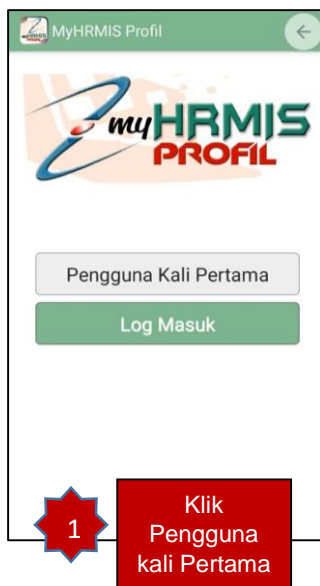 MyHRMIS Profil
myHRMIS
PROFIL
Pengguna Kali Pertama
Log Masuk
1
Klik
Pengguna
kali Pertama